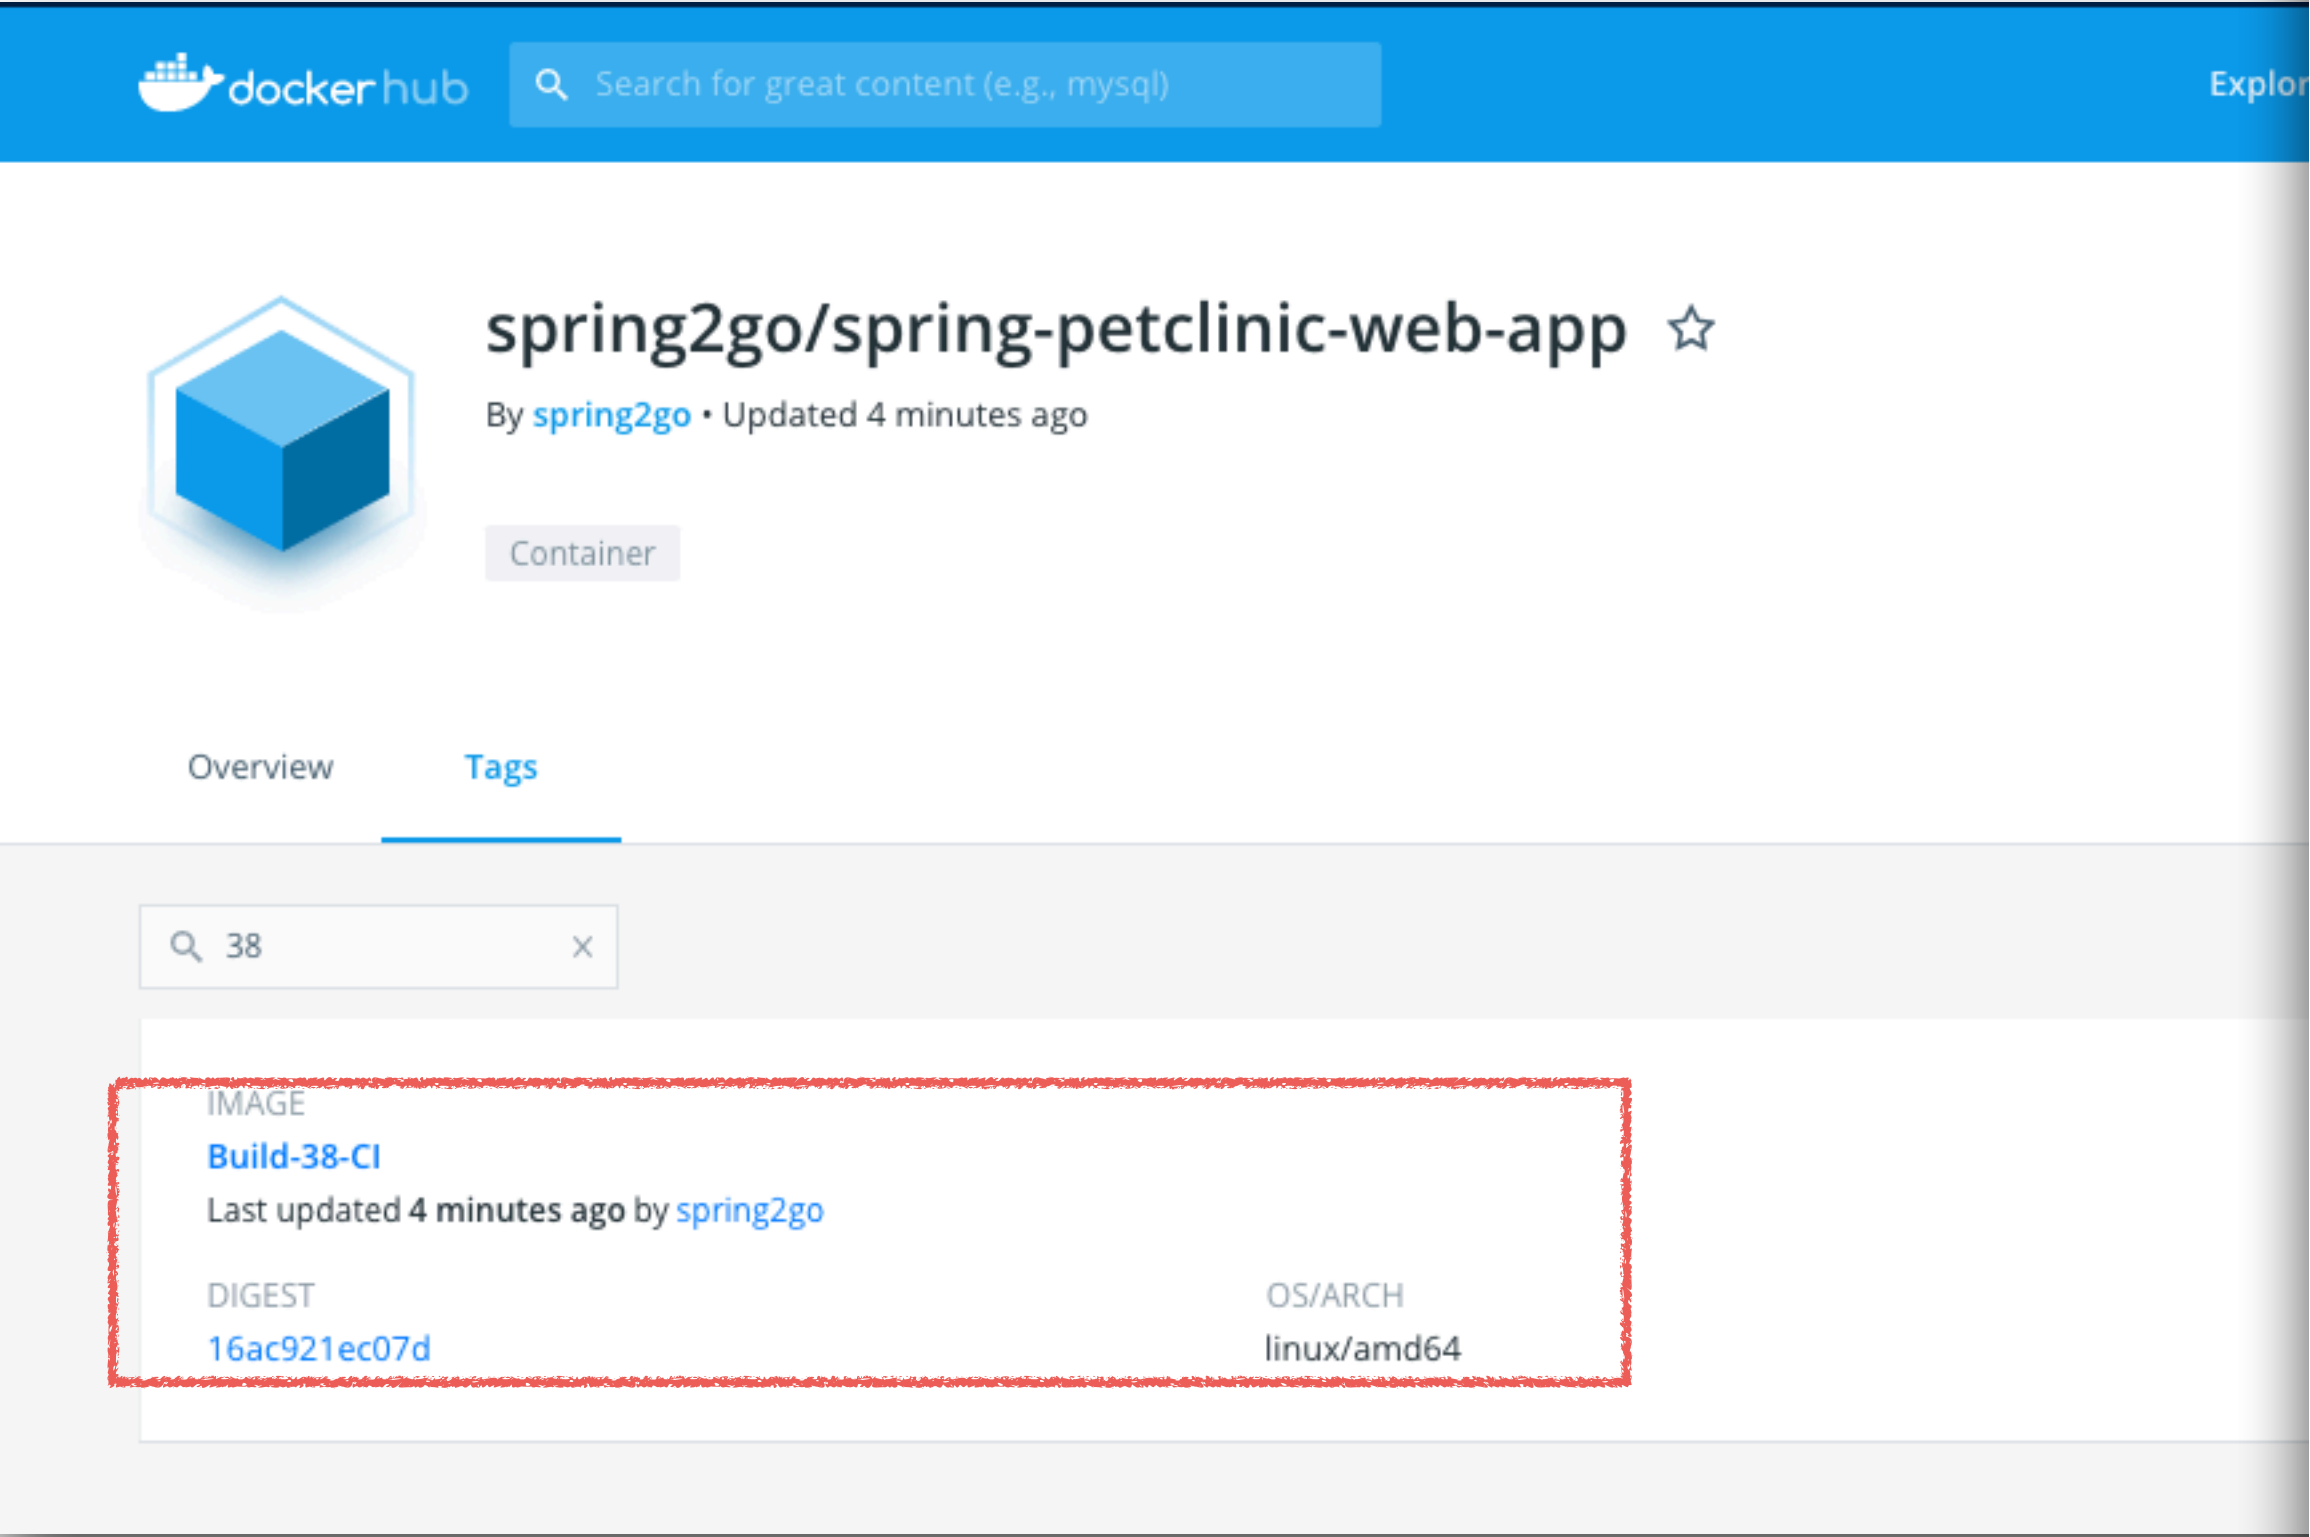 docker hub
Search for great content (e.g., mysql)
Explor
spring2go/spring-petclinic-web-app
By spring2go • Updated 4 minutes ago
Container
Overview
Tags
38
IMAGE
Build-38-CI
Last updated 4 minutes ago by spring2go
DIGEST
OS/ARCH
16ac921ec07d
linux/amd64